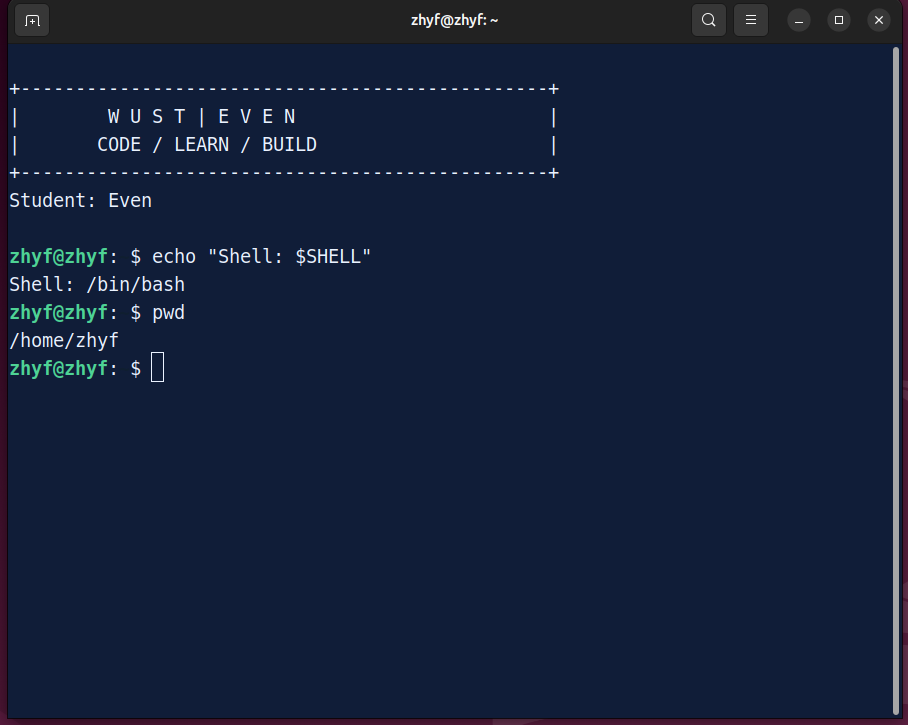 zhyf@zhyf: ~
+------------------------------------------------+
|        W U S T | E V E N                       |
|       CODE / LEARN / BUILD                     |
+------------------------------------------------+
Student: Even
zhyf@zhyf: $ echo "Shell: $SHELL"
Shell: /bin/bash
zhyf@zhyf: $ pwd
/home/zhyf
zhyf@zhyf: $